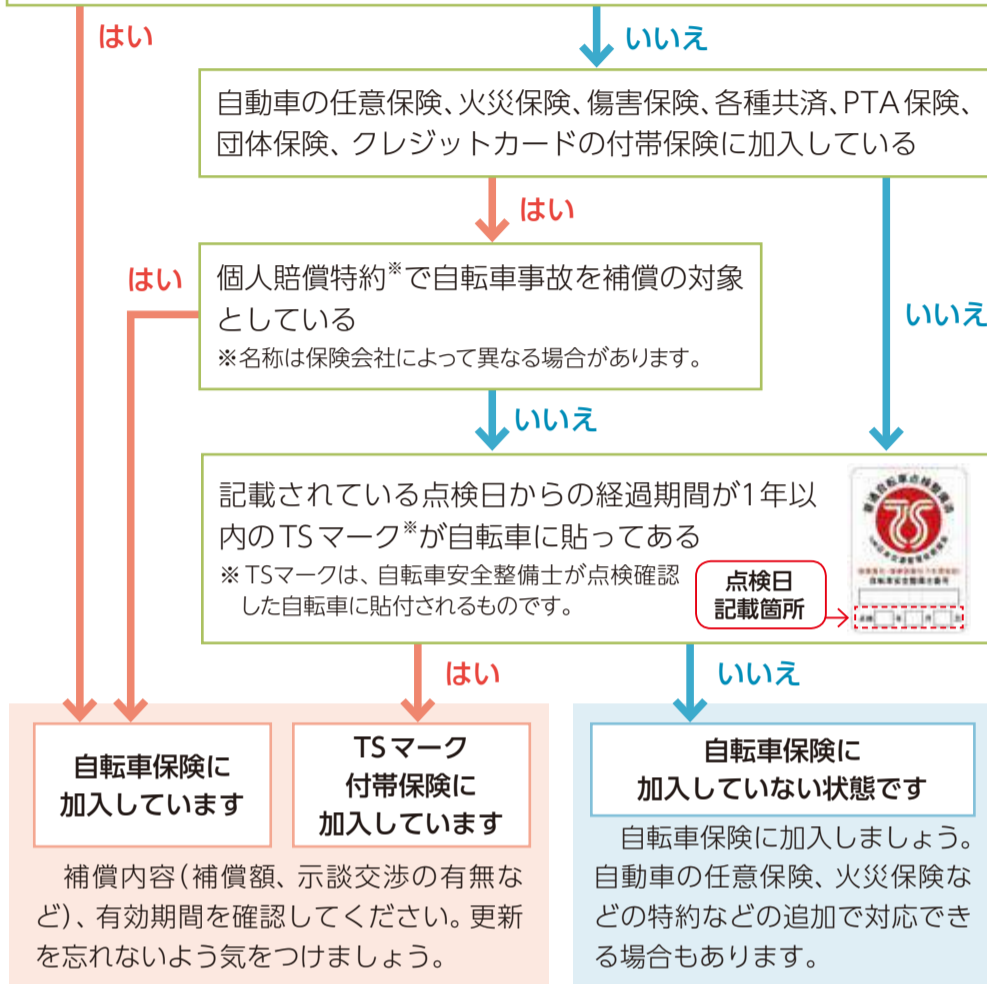 はい
いいえ
自動車の任意保険、火災保険、傷害保険、各種共済、PTA保険、
団体保険、クレジットカードの付帯保険に加入している
はい
いいえ
はい
個人賠償特約※で自転車事故を補償の対象
としている
※名称は保険会社によって異なる場合があります。
いいえ
記載されている点検日からの経過期間が1年以
内のTSマーク※が自転車に貼ってある
※TSマークは、自転車安全整備士が点検確認
した自転車に貼付されるものです。
点検日
記載箇所
TS
自転車安全整備士番号
はい
いいえ
自転車保険に
加入しています
TSマーク
付帯保険に
加入しています
補償内容(補償額、示談交渉の有無な
ど)、有効期間を確認してください。更新
を忘れないよう気をつけましょう。
自転車保険に
加入していない状態です
自転車保険に加入しましょう。
自動車の任意保険、火災保険な
どの特約などの追加で対応でき
る場合もあります。